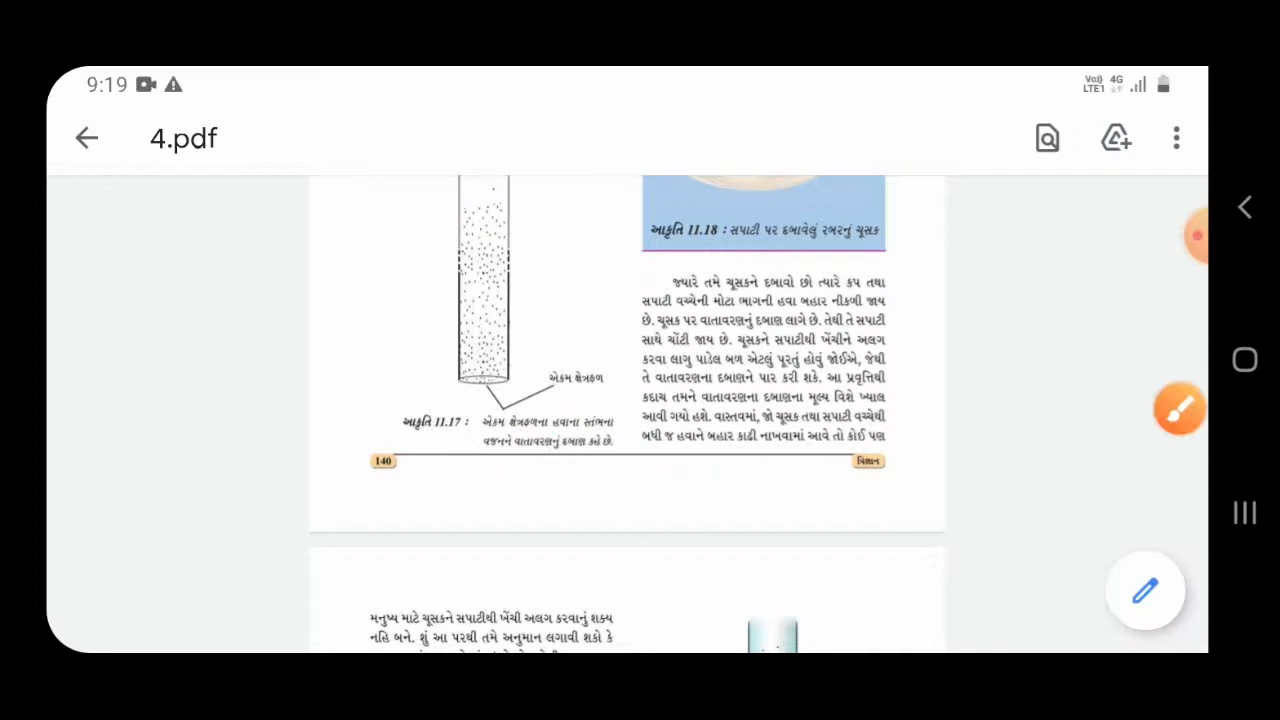 9:19
Vo)) 4G
LTE1
4.pdf
એકમ ક્ષેત્રફળ
આકૃતિ 11.17 : એકમ ક્ષેત્રફળના હવાના સ્તંભના
વજનને વાતાવરણનું દબાણ કહે છે.
આકૃતિ 11.18 : સપાટી પર દબાવેલું રબરનું ચૂસક
જ્યારે તમે ચૂસકને દબાવો છો ત્યારે કપ તથા
સપાટી વચ્ચેની મોટા ભાગની હવા બહાર નીકળી જાય
છે. ચૂસક પર વાતાવરણનું દબાણ લાગે છે. તેથી તે સપાટી
સાથે ચોંટી જાય છે. ચૂસકને સપાટીથી ખેંચીને અલગ
કરવા લાગુ પાડેલ બળ એટલું પૂરતું હોવું જોઈએ, જેથી
તે વાતાવરણના દબાણને પાર કરી શકે. આ પ્રવૃત્તિથી
કદાચ તમને વાતાવરણના દબાણના મૂલ્ય વિશે ખ્યાલ
આવી ગયો હશે. વાસ્તવમાં, જો ચૂસક તથા સપાટી વચ્ચેથી
બધી જ હવાને બહાર કાઢી નાખવામાં આવે તો કોઈ પણ
140
વિજ્ઞાન
મનુષ્ય માટે ચૂસકને સપાટીથી ખેંચી અલગ કરવાનું શક્ય
નહિ બને. શું આ પરથી તમે અનુમાન લગાવી શકો કે